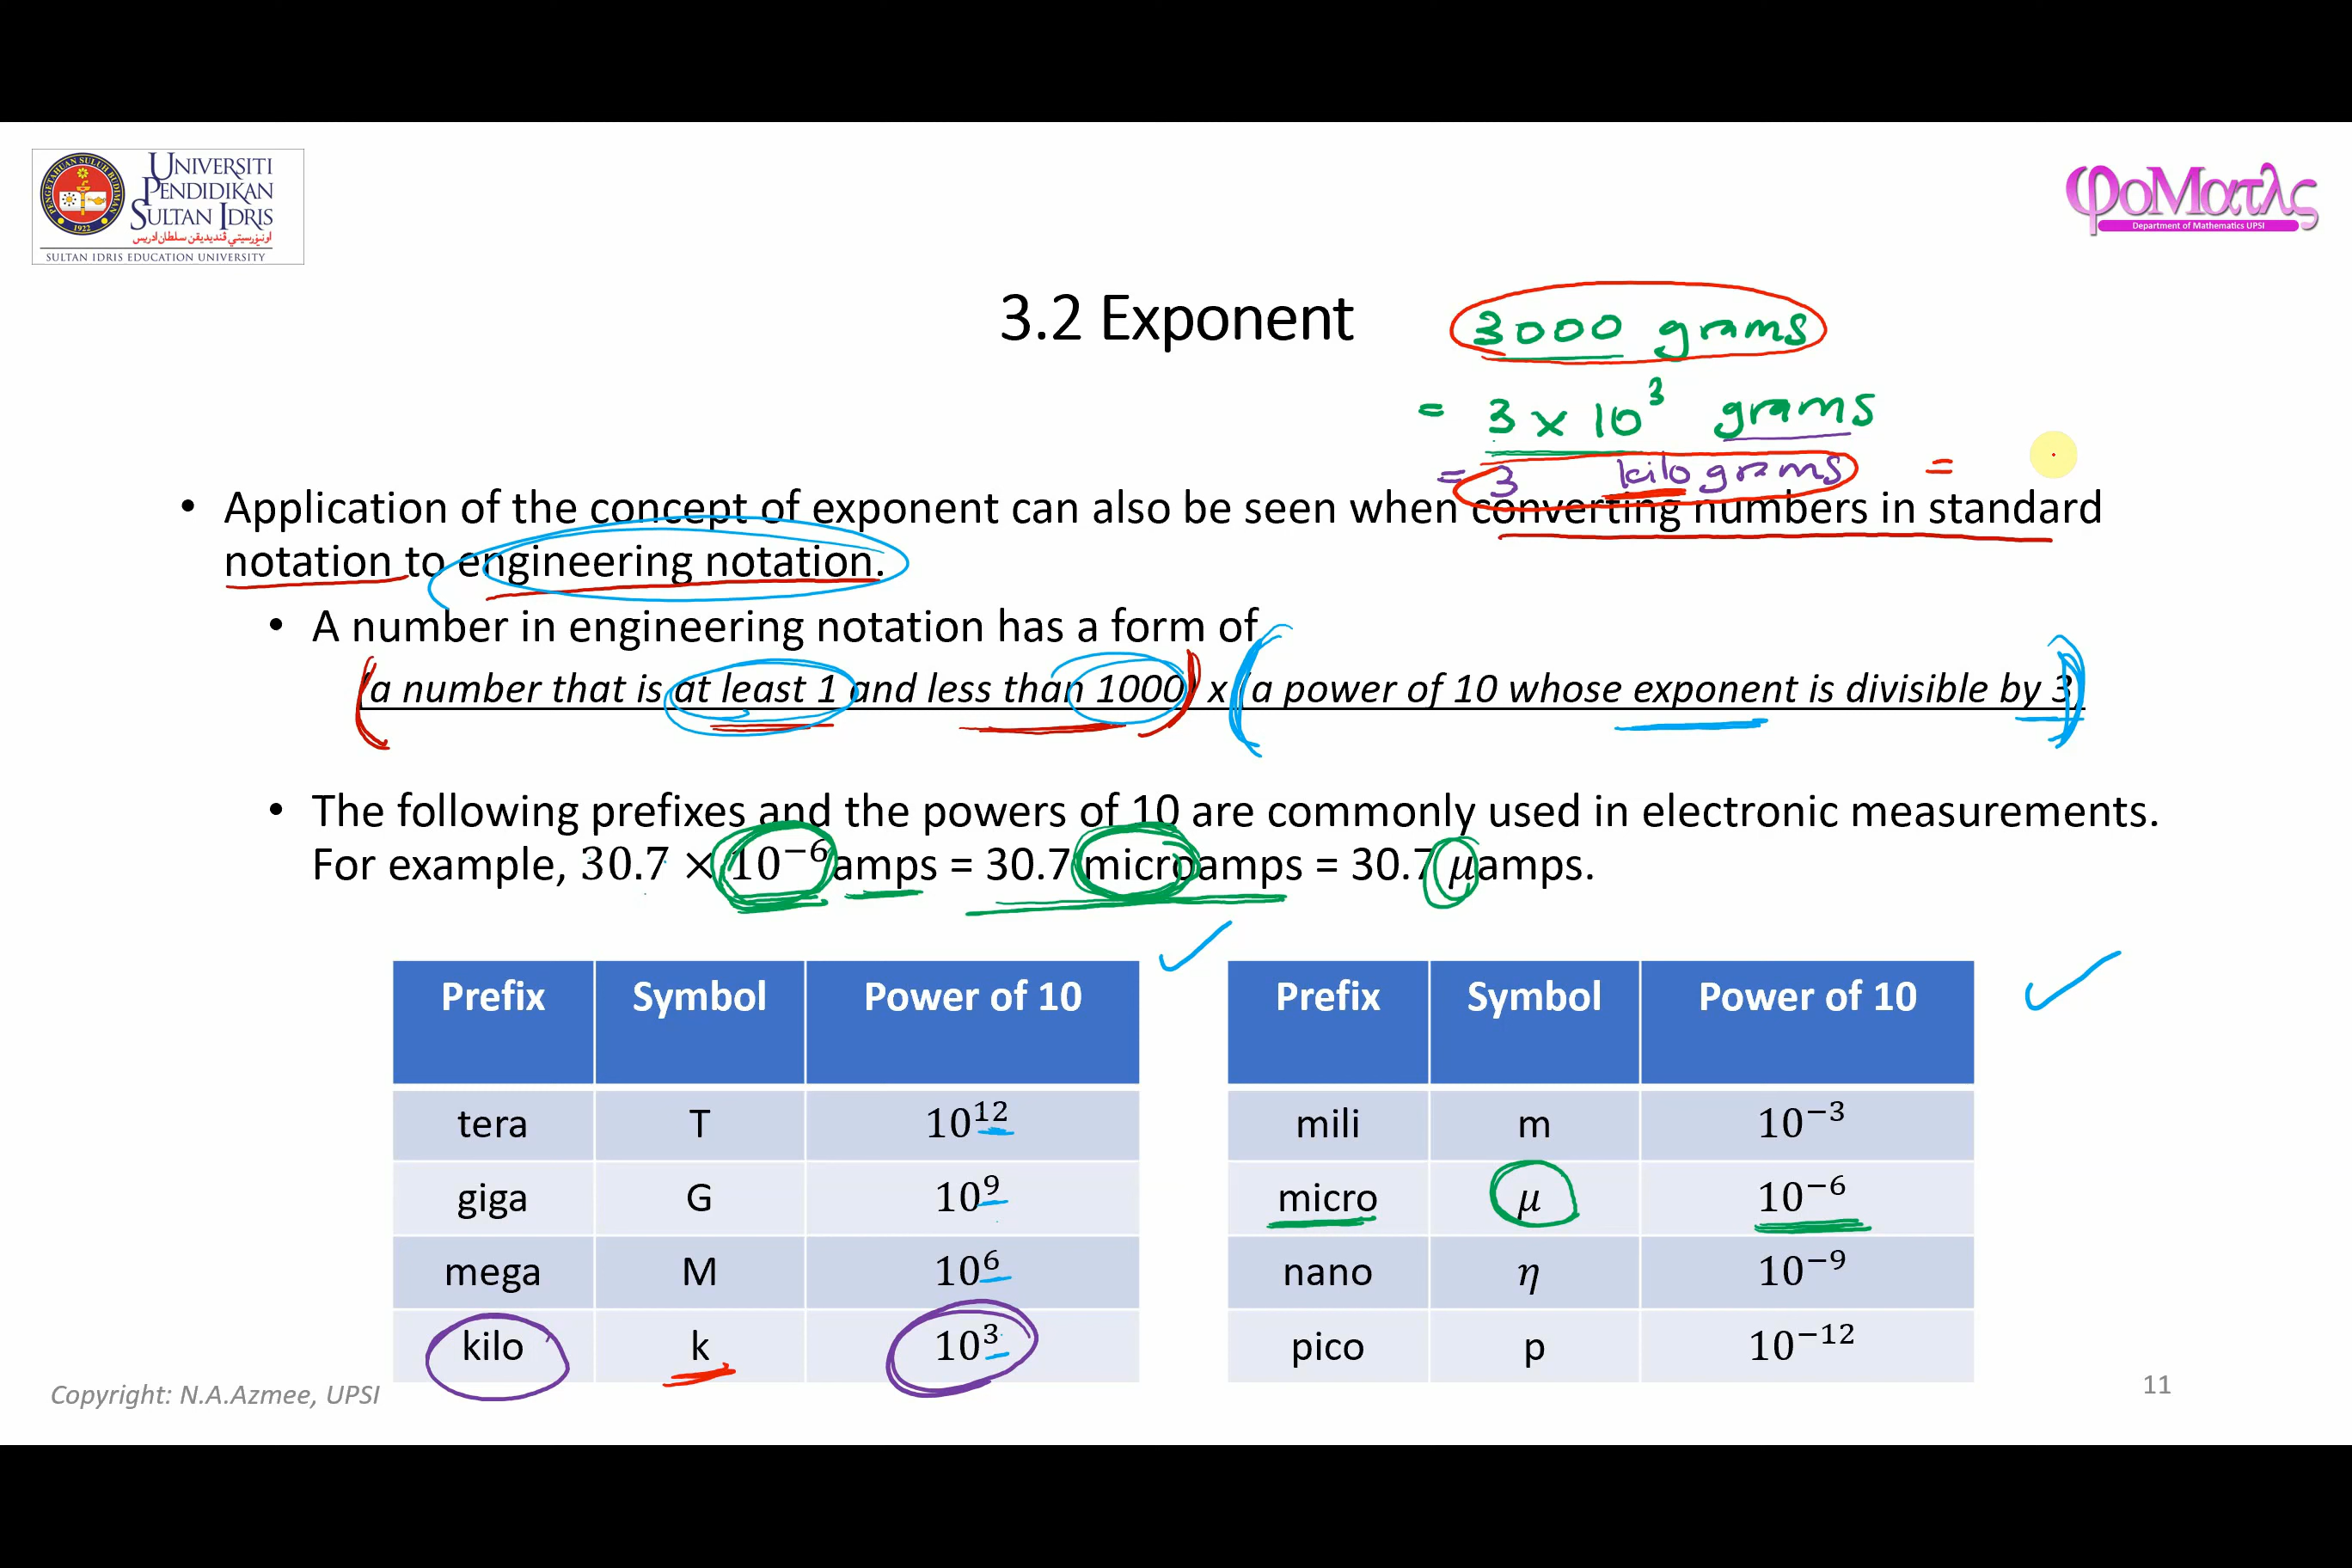 UNIVERSITI
PENDIDIKAN
SULTAN IDRIS
اونيۏرسيتي ڤنديديقن سلطان ادريس
SULTAN IDRIS EDUCATION UNIVERSITY
φοΜατλς
Department of Mathematics UPSI
3.2 Exponent
3000 grams
= 3 x 10³ grams
= 3 kilograms =
• Application of the concept of exponent can also be seen when converting numbers in standard
notation to engineering notation.
• A number in engineering notation has a form of
(a number that is at least 1 and less than 1000) x (a power of 10 whose exponent is divisible by 3)
• The following prefixes and the powers of 10 are commonly used in electronic measurements.
For example, 30.7 × 10⁻⁶ amps = 30.7 microamps = 30.7 μamps.
Prefix Symbol Power of 10
tera T 10¹²
giga G 10⁹
mega M 10⁶
kilo k 10³
Prefix Symbol Power of 10
mili m 10⁻³
micro μ 10⁻⁶
nano η 10⁻⁹
pico p 10⁻¹²
Copyright: N.A.Azmee, UPSI
11